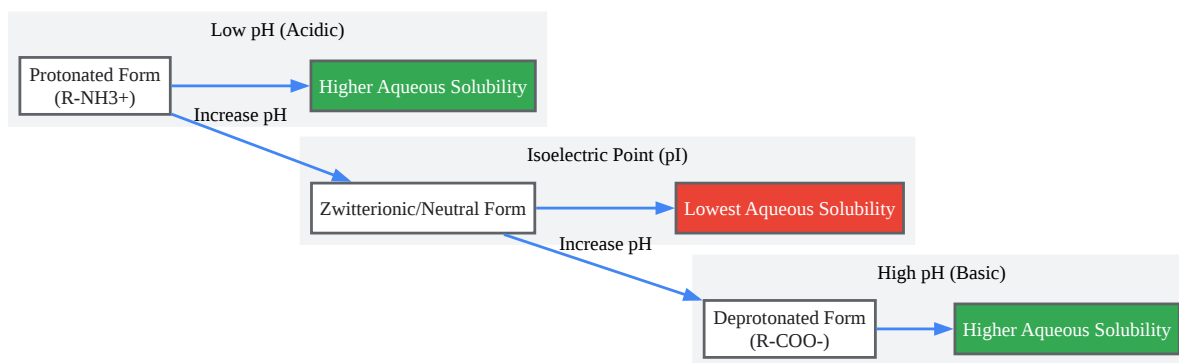 Low pH (Acidic)
Protonated Form
(R-NH3+)
Higher Aqueous Solubility
Increase pH
Isoelectric Point (pI)
Zwitterionic/Neutral Form
Lowest Aqueous Solubility
Increase pH
High pH (Basic)
Deprotonated Form
(R-COO-)
Higher Aqueous Solubility